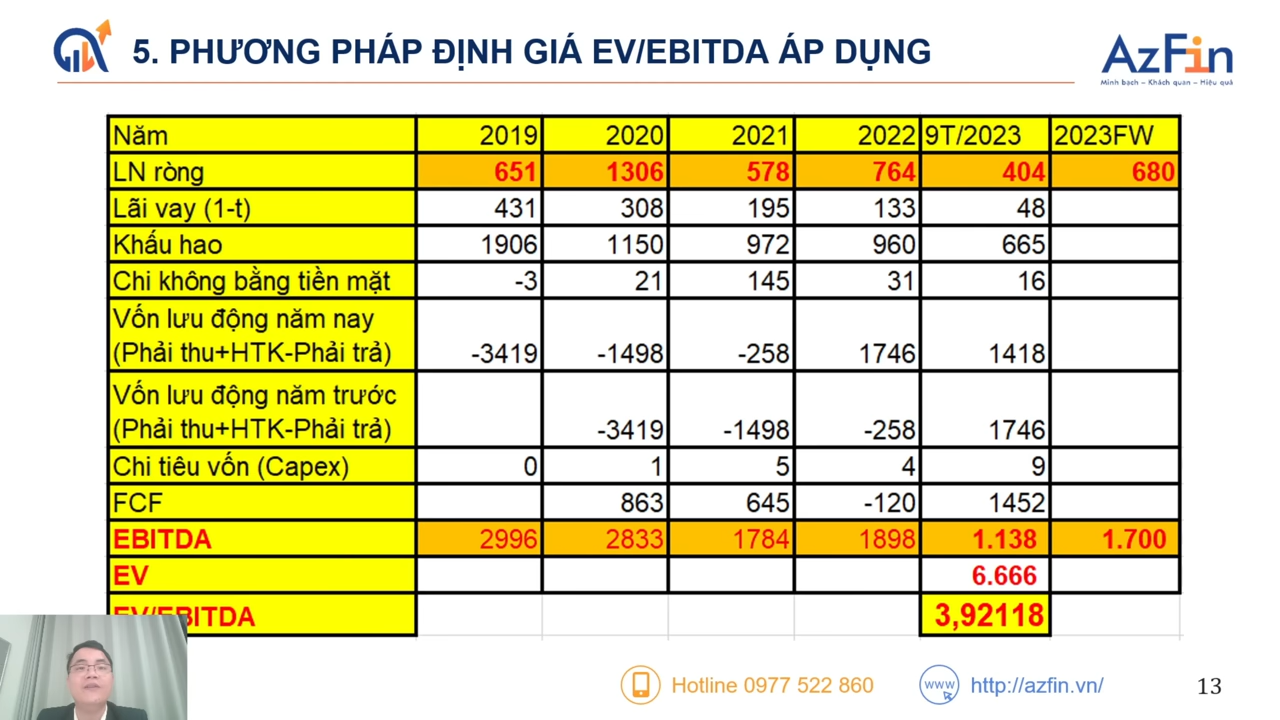 5. PHƯƠNG PHÁP ĐỊNH GIÁ EV/EBITDA ÁP DỤNG
AzFin
Minh bạch – Khách quan – Hiệu quả
Năm 2019 2020 2021 2022 9T/2023 2023FW
LN ròng 651 1306 578 764 404 680
Lãi vay (1-t) 431 308 195 133 48
Khấu hao 1906 1150 972 960 665
Chi không bằng tiền mặt -3 21 145 31 16
Vốn lưu động năm nay
(Phải thu+HTK-Phải trả) -3419 -1498 -258 1746 1418
Vốn lưu động năm trước
(Phải thu+HTK-Phải trả) -3419 -1498 -258 1746
Chi tiêu vốn (Capex) 0 1 5 4 9
FCF 863 645 -120 1452
EBITDA 2996 2833 1784 1898 1.138 1.700
EV 6.666
EV/EBITDA 3,92118
Hotline 0977 522 860
www
http://azfin.vn/
13